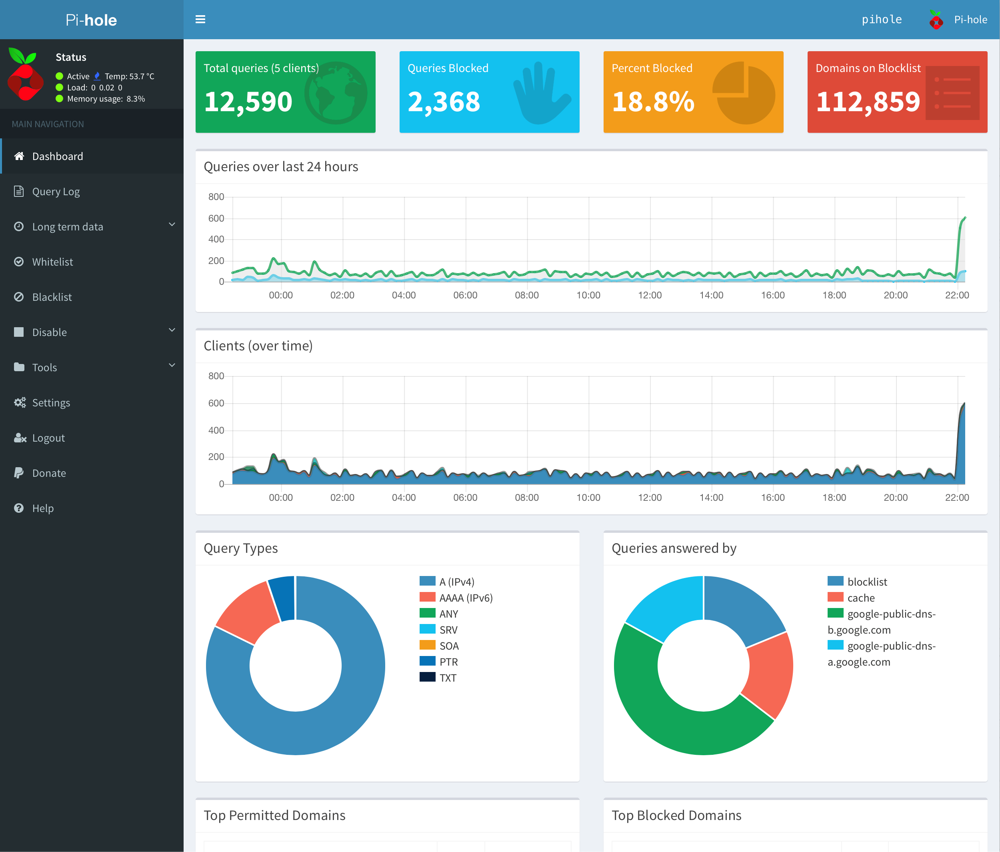 Pi-hole
pihole
Pi-hole
Status
Active Temp: 53.7 °C
Load: 0 0.02 0
Memory usage: 8.3%
MAIN NAVIGATION
Dashboard
Query Log
Long term data
Whitelist
Blacklist
Disable
Tools
Settings
Logout
Donate
Help
Total queries (5 clients)
12,590
Queries Blocked
2,368
Percent Blocked
18.8%
Domains on Blocklist
112,859
Queries over last 24 hours
800
600
400
200
0
00:00 02:00 04:00 06:00 08:00 10:00 12:00 14:00 16:00 18:00 20:00 22:00
Clients (over time)
800
600
400
200
0
00:00 02:00 04:00 06:00 08:00 10:00 12:00 14:00 16:00 18:00 20:00 22:00
Query Types
A (IPv4)
AAAA (IPv6)
ANY
SRV
SOA
PTR
TXT
Queries answered by
blocklist
cache
google-public-dns-
b.google.com
google-public-dns-
a.google.com
Top Permitted Domains
Top Blocked Domains